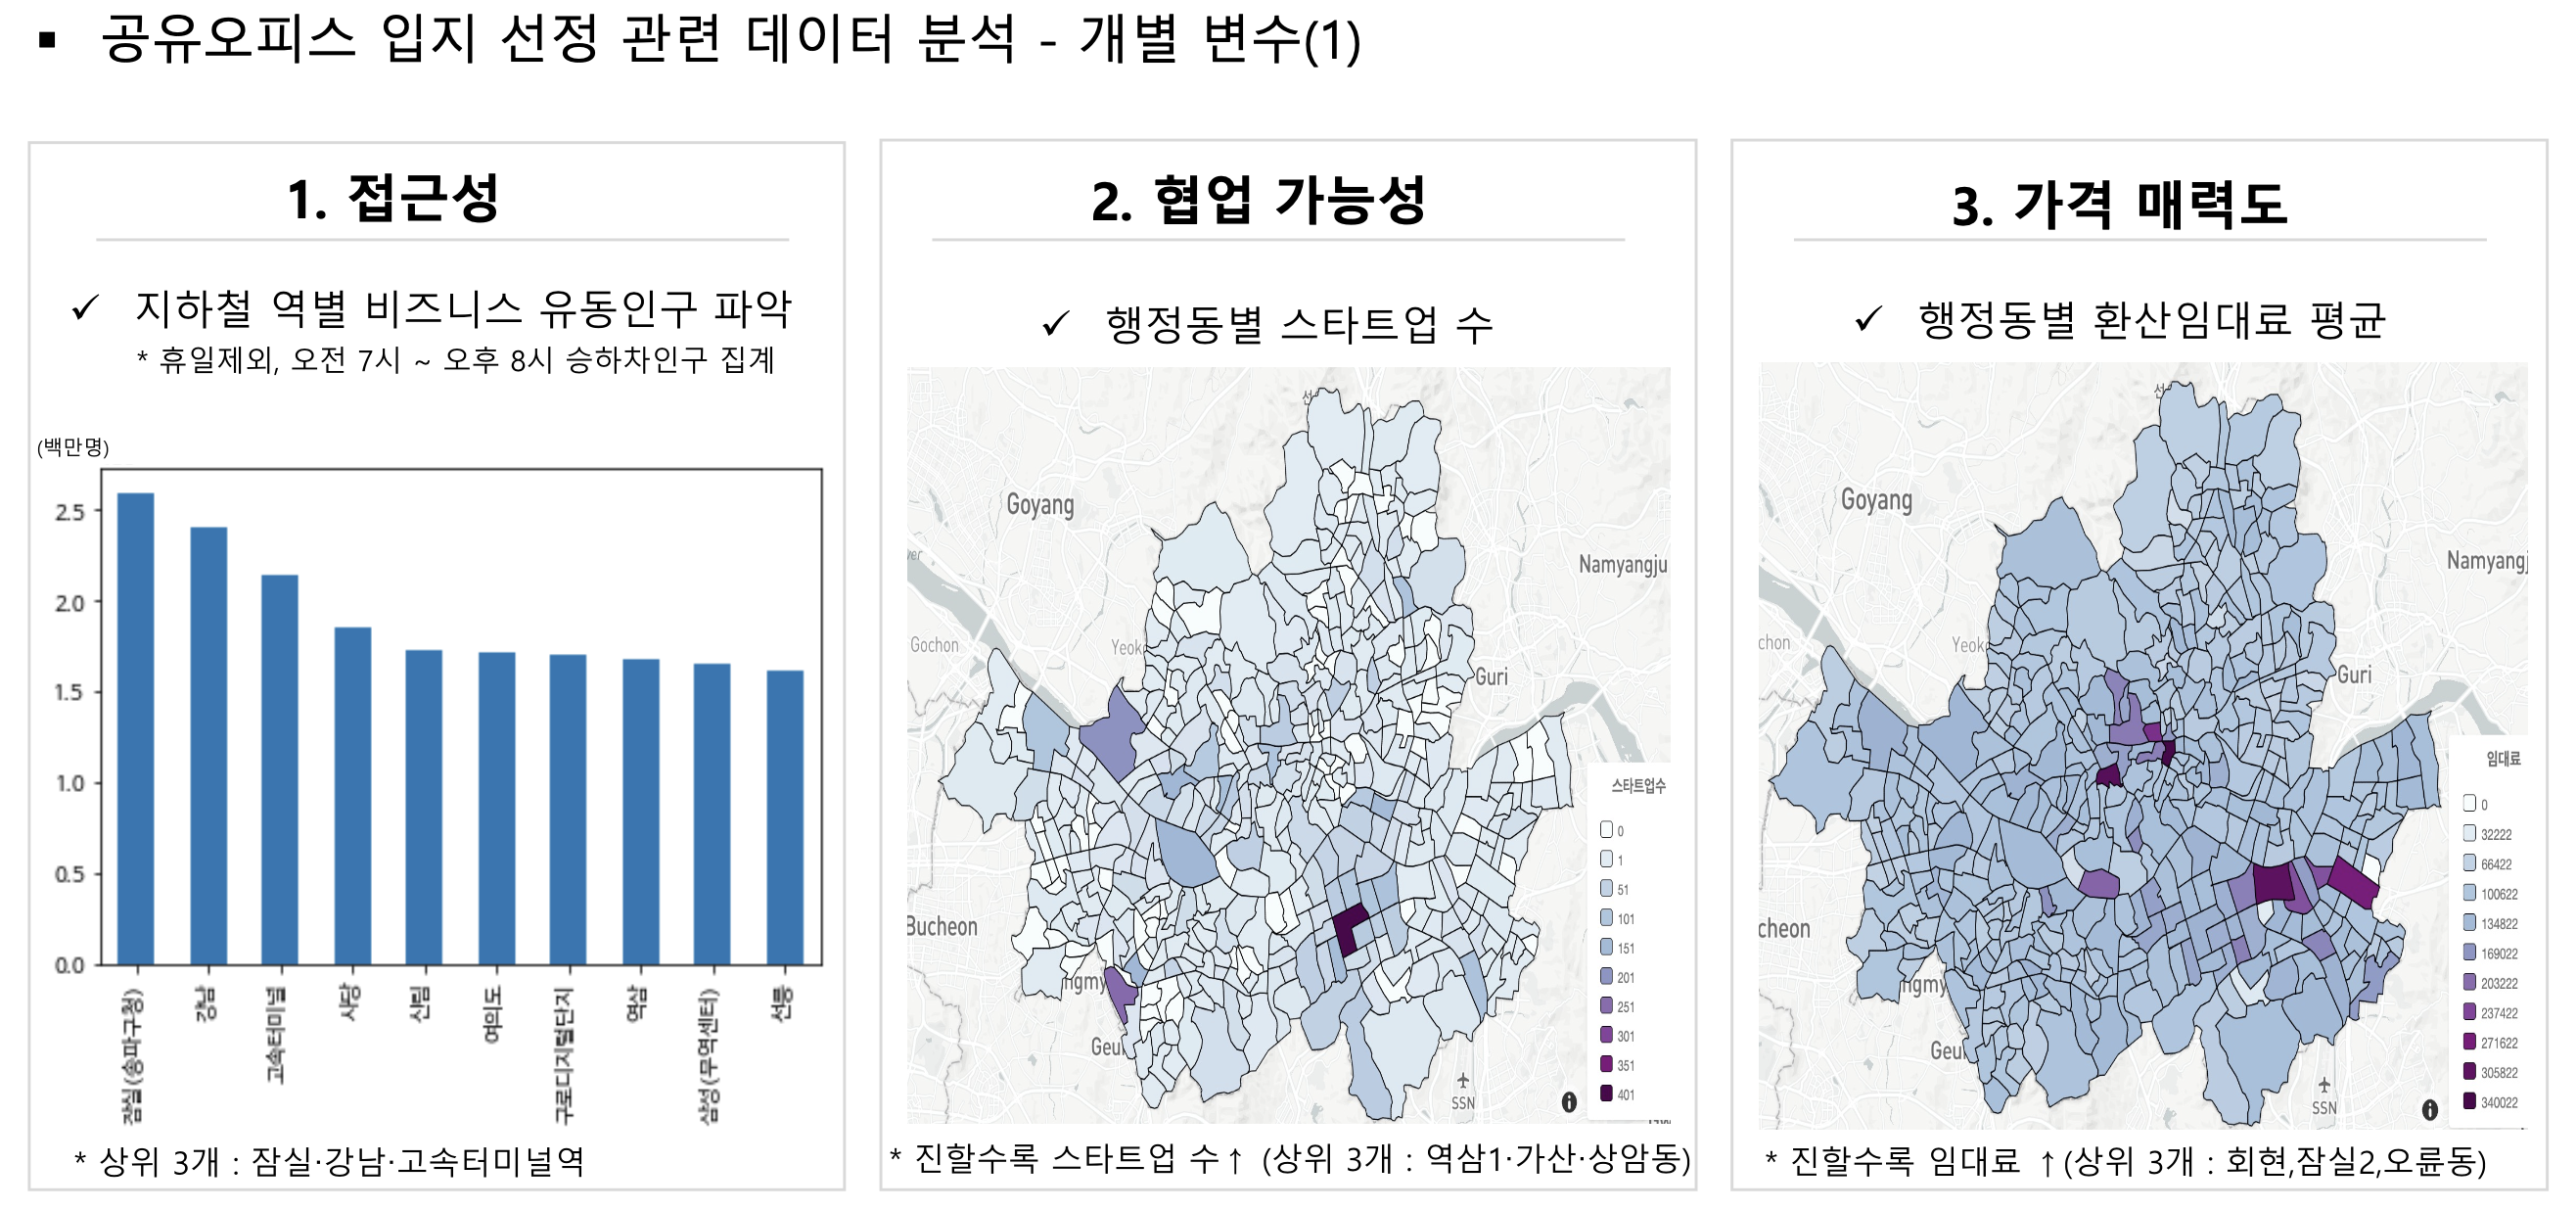 ▪ 공유오피스 입지 선정 관련 데이터 분석 - 개별 변수(1)
1. 접근성
✓ 지하철 역별 비즈니스 유동인구 파악
* 휴일제외, 오전 7시 ~ 오후 8시 승하차인구 집계
(백만명)
2.5
2.0
1.5
1.0
0.5
0.0
잠실(송파구청)
강남
고속터미널
사당
신림
여의도
구로디지털단지
역삼
삼성(무역센터)
선릉
* 상위 3개 : 잠실·강남·고속터미널역
2. 협업 가능성
✓ 행정동별 스타트업 수
Goyang
Namyangju
Gochon
Yeok
Guri
Bucheon
ngmy
Geu
SSN
스타트업수
0
1
51
101
151
201
251
301
351
401
* 진할수록 스타트업 수↑ (상위 3개 : 역삼1·가산·상암동)
3. 가격 매력도
✓ 행정동별 환산임대료 평균
Goyang
Namyangj
chon
Yeok
Guri
cheon
ngmy
Geu
SSN
임대료
0
32222
66422
100622
134822
169022
203222
237422
271622
305822
340022
* 진할수록 임대료 ↑(상위 3개 : 회현,잠실2,오륜동)